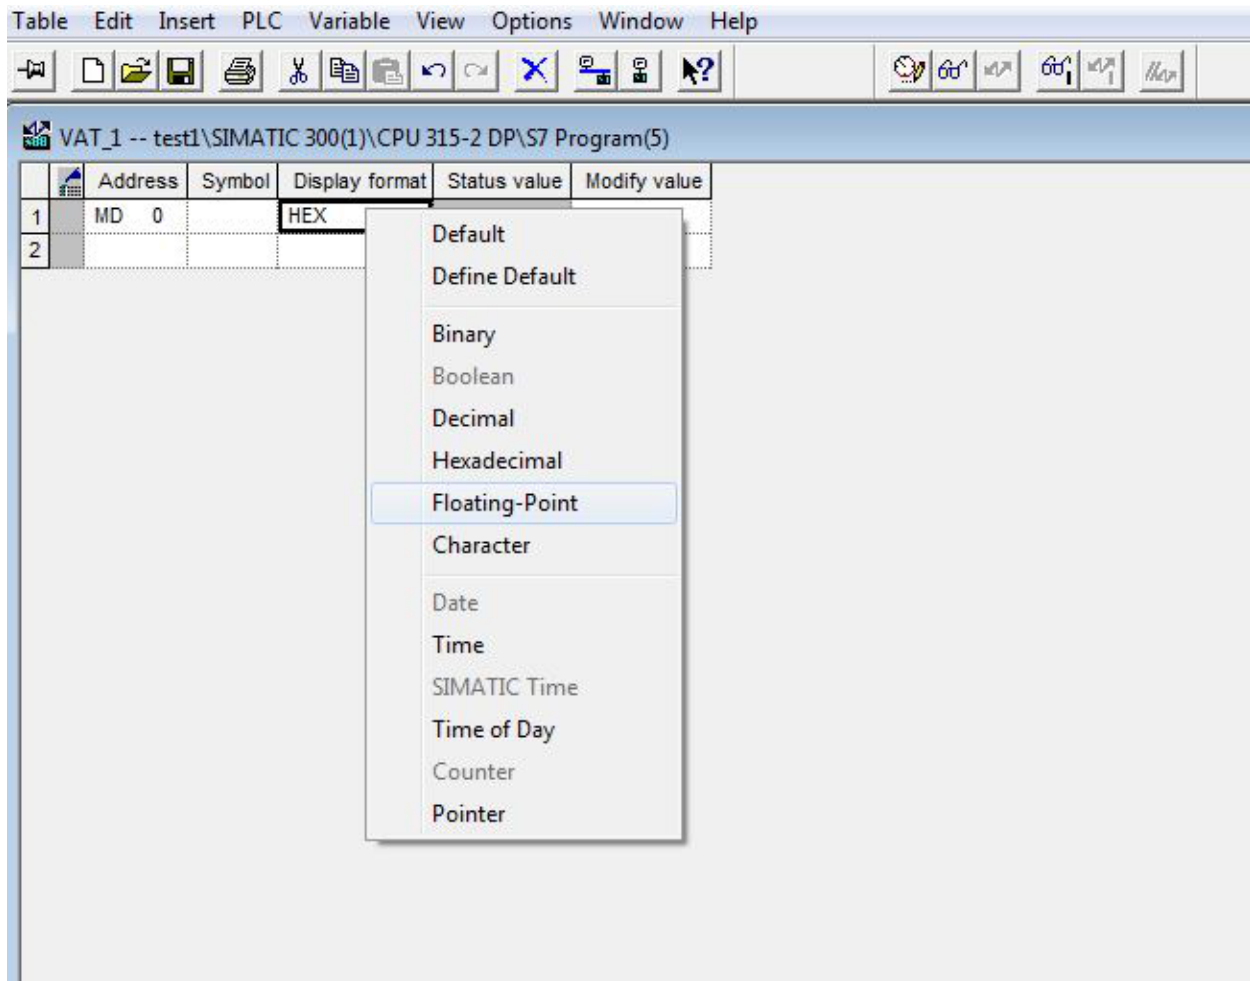 Table Edit Insert PLC Variable View Options Window Help
VAT_1 -- test1\SIMATIC 300(1)\CPU 315-2 DP\S7 Program(5)
Address Symbol Display format Status value Modify value
1 MD 0 HEX
2
Default
Define Default
Binary
Boolean
Decimal
Hexadecimal
Floating-Point
Character
Date
Time
SIMATIC Time
Time of Day
Counter
Pointer